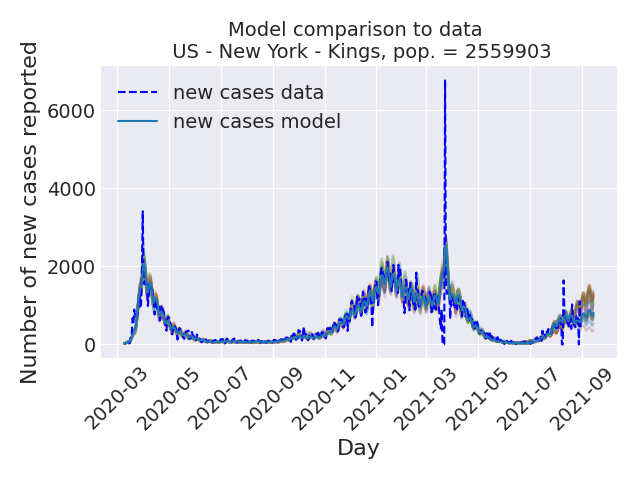 Model comparison to data
US - New York - Kings, pop. = 2559903
Number of new cases reported
6000
4000
2000
0
new cases data
new cases model
2020-03
2020-05
2020-07
2020-09
2020-11
2021-01
2021-03
2021-05
2021-07
2021-09
Day